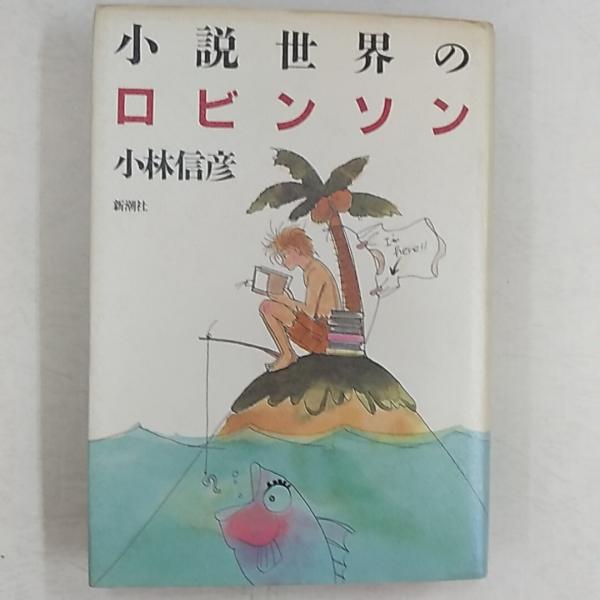 小説世界の
ロビンソン
小林信彦
新潮社
I'm
here!!